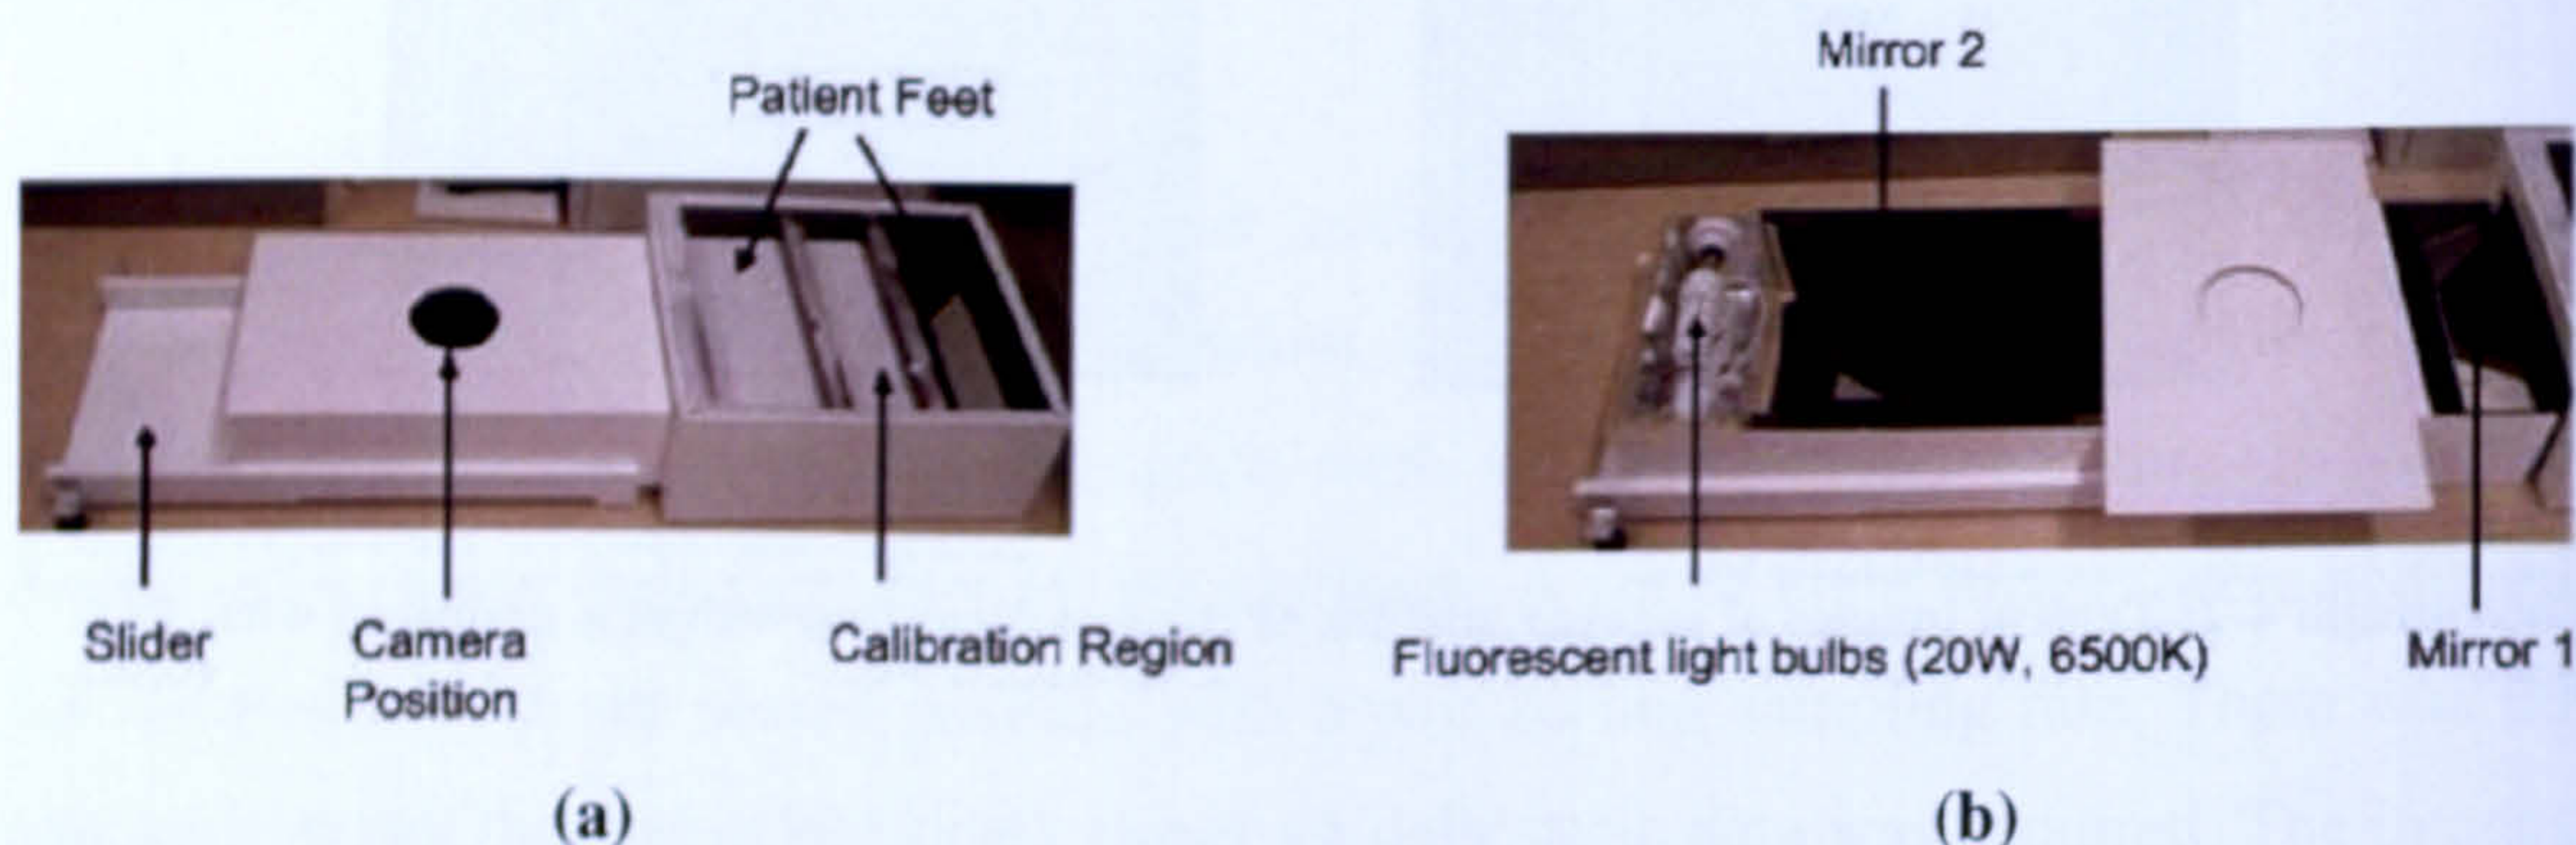 Patient Feet
Slider
Camera
Position
Calibration Region
(a)
Mirror 2
Fluorescent light bulbs (20W, 6500K)
Mirror 1
(b)